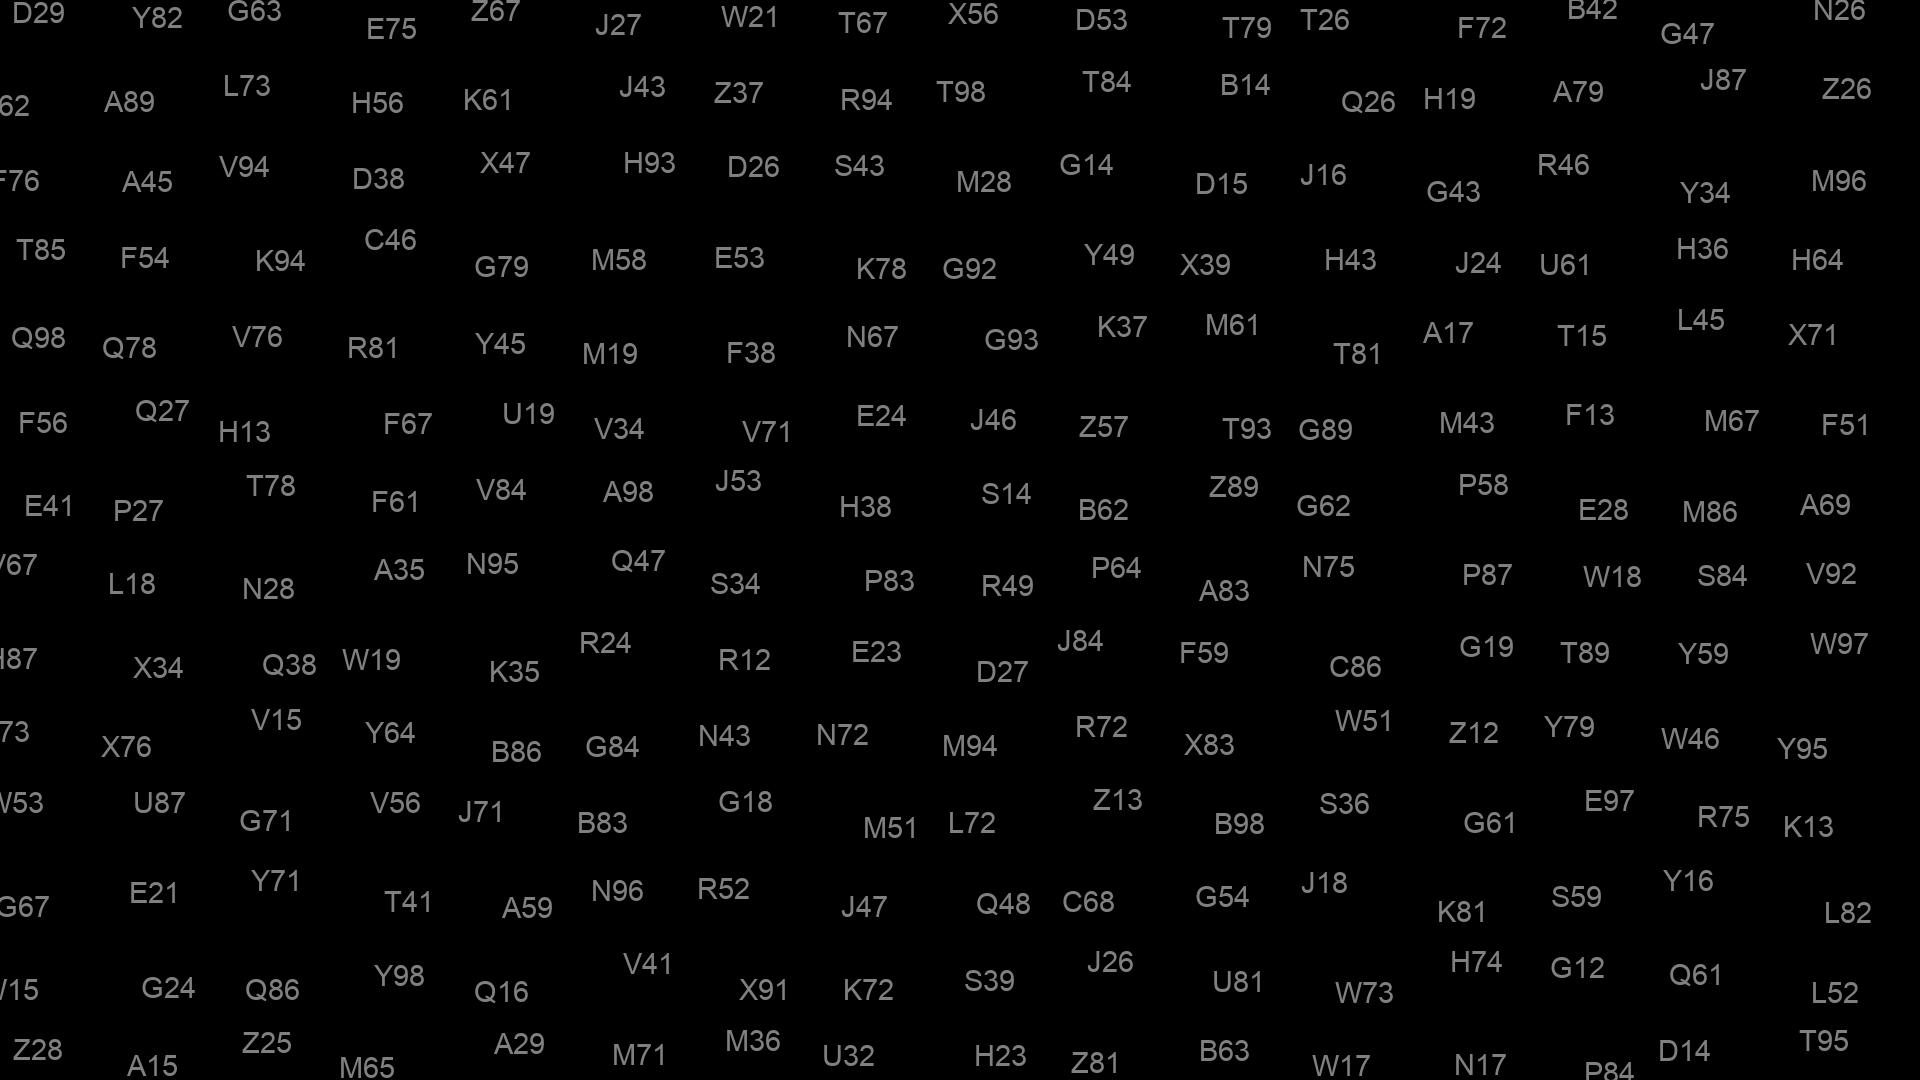 D29 Y82 G63 E75 Z67 J27 W21 T67 X56 D53 T79 T26 F72 B42 G47 N26
62 A89 L73 H56 K61 J43 Z37 R94 T98 T84 B14 Q26 H19 A79 J87 Z26
F76 A45 V94 D38 X47 H93 D26 S43 M28 G14 D15 J16 G43 R46 Y34 M96
T85 F54 K94 C46 G79 M58 E53 K78 G92 Y49 X39 H43 J24 U61 H36 H64
Q98 Q78 V76 R81 Y45 M19 F38 N67 G93 K37 M61 T81 A17 T15 L45 X71
F56 Q27 H13 F67 U19 V34 V71 E24 J46 Z57 T93 G89 M43 F13 M67 F51
E41 P27 T78 F61 V84 A98 J53 H38 S14 B62 Z89 G62 P58 E28 M86 A69
67 L18 N28 A35 N95 Q47 S34 P83 R49 P64 A83 N75 P87 W18 S84 V92
87 X34 Q38 W19 K35 R24 R12 E23 D27 J84 F59 C86 G19 T89 Y59 W97
73 X76 V15 Y64 B86 G84 N43 N72 M94 R72 X83 W51 Z12 Y79 W46 Y95
W53 U87 G71 V56 J71 B83 G18 M51 L72 Z13 B98 S36 G61 E97 R75 K13
G67 E21 Y71 T41 A59 N96 R52 J47 Q48 C68 G54 J18 K81 S59 Y16 L82
15 G24 Q86 Y98 Q16 V41 X91 K72 S39 J26 U81 W73 H74 G12 Q61 L52
Z28 A15 Z25 M65 A29 M71 M36 U32 H23 Z81 B63 W17 N17 P84 D14 T95